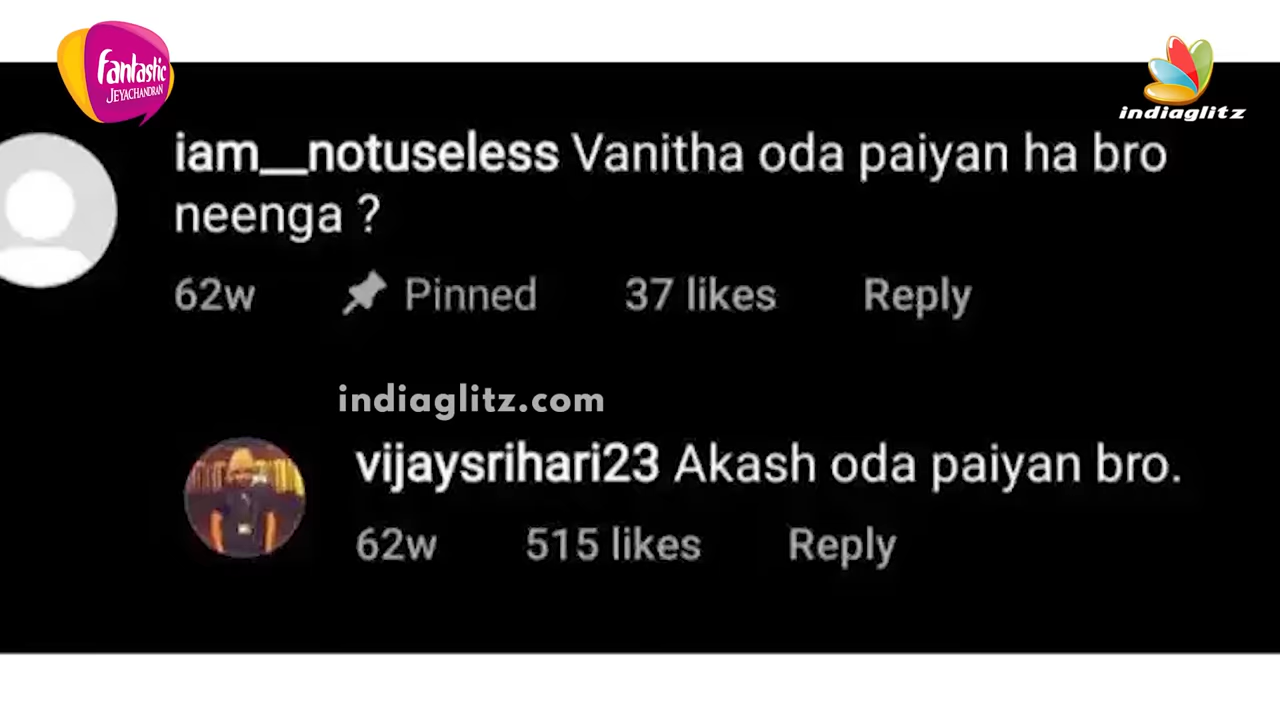 fantastic
JEYACHANDRAN
indiaglitz
iam__notuseless Vanitha oda paiyan ha bro
neenga ?
62w Pinned 37 likes Reply
indiaglitz.com
vijaysrihari23 Akash oda paiyan bro.
62w 515 likes Reply